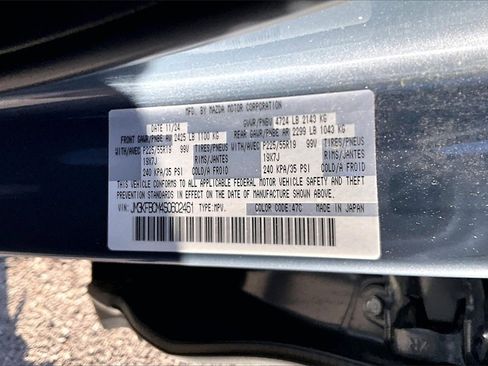 MFD. BY MAZDA MOTOR CORPORATION
DATE 11/24 GVWR/PNBV 4724 LB 2143 KG
FRONT GAWR/PNBE AV 2425 LB 1100 KG REAR GAWR/PNBE AR 2299 LB 1043 KG
WITH/AVEC P225/55R19 99V TIRES/PNEUS WITH/AVEC P225/55R19 99V TIRES/PNEUS
19X7J RIMS/JANTES 19X7J RIMS/JANTES
240 KPA/35 PSI COLD/A FROID 240 KPA/35 PSI COLD/A FROID
THIS VEHICLE CONFORMS TO ALL APPLICABLE FEDERAL MOTOR VEHICLE SAFETY, BUMPER, AND THEFT
PREVENTION STANDARDS IN EFFECT ON THE DATE OF MANUFACTURE SHOWN ABOVE.
VIN: JM3KFBCM4S0602451 TYPE:MPV. COLOR CODE:47C MADE IN JAPAN